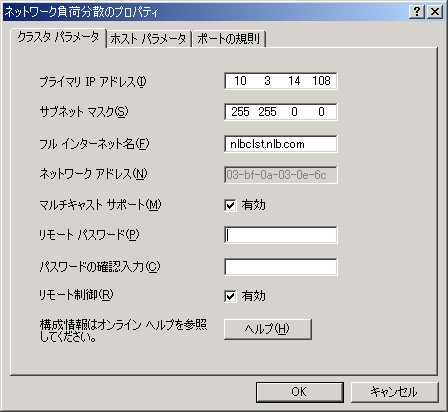 ネットワーク負荷分散のプロパティ
クラスタ パラメータ ホスト パラメータ ポートの規則
プライマリ IP アドレス(I) 10 3 14 108
サブネット マスク(S) 255 255 0 0
フル インターネット名(F) nlbclst.nlb.com
ネットワーク アドレス(N) 03-bf-0a-03-0e-6c
マルチキャスト サポート(M) 有効
リモート パスワード(P)
パスワードの確認入力(C)
リモート制御(R) 有効
構成情報はオンライン ヘルプを参照
してください。 ヘルプ(H)
OK キャンセル